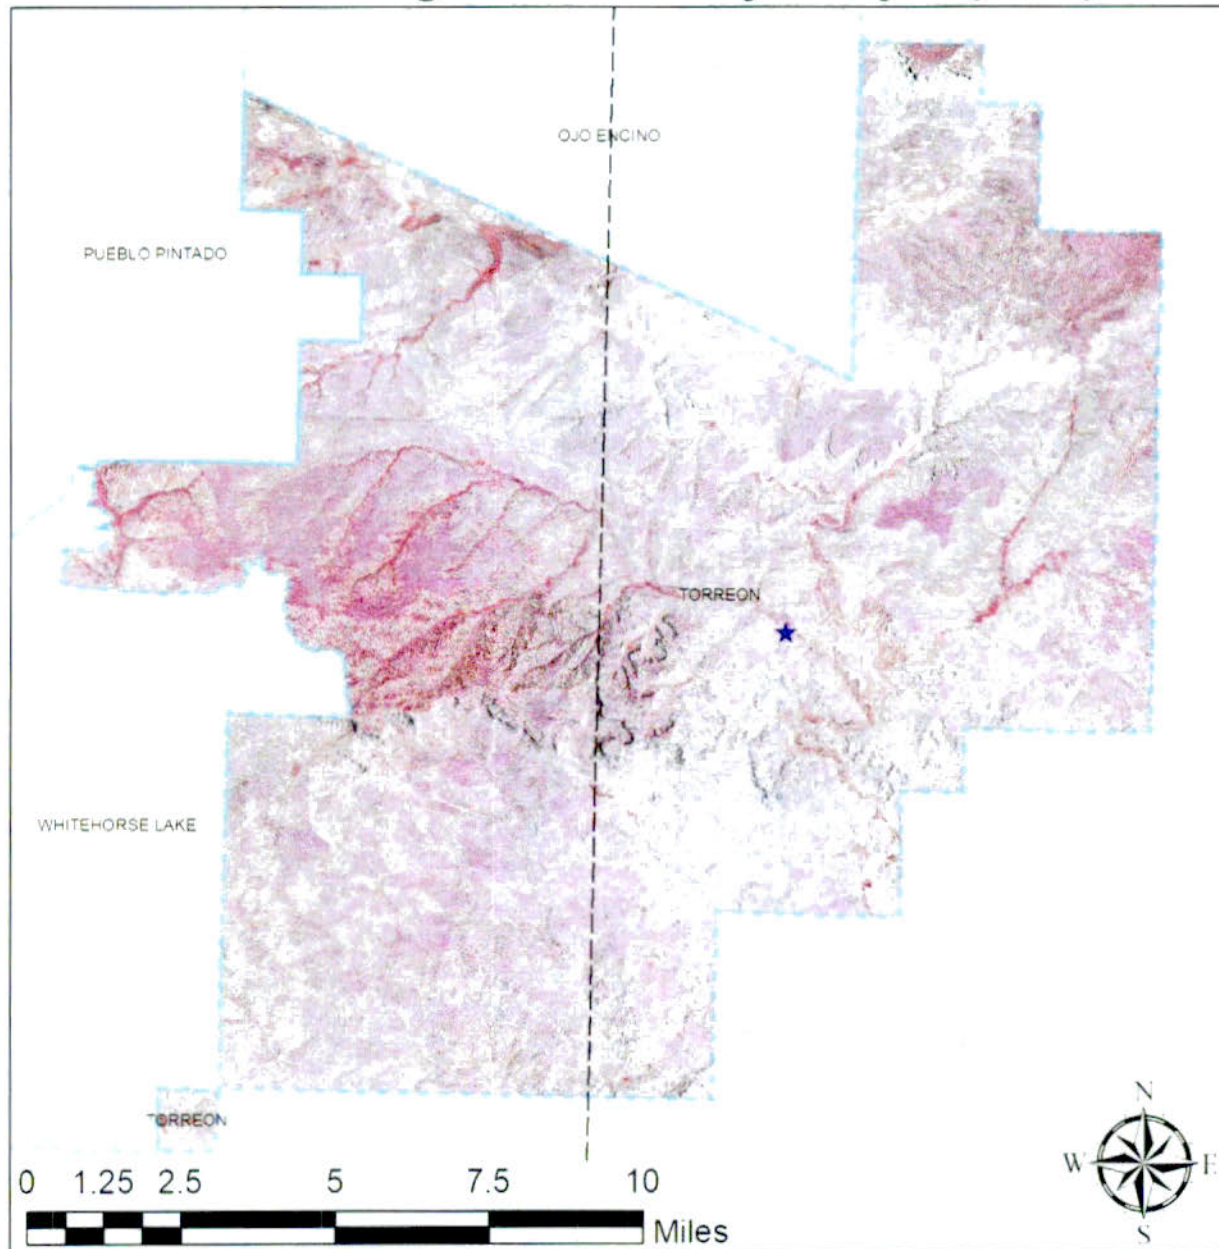 OJO ENCINO
PUEBLO PINTADO
TORREON
WHITEHORSE LAKE
TORREON
N
W E
S
0 1.25 2.5 5 7.5 10
Miles